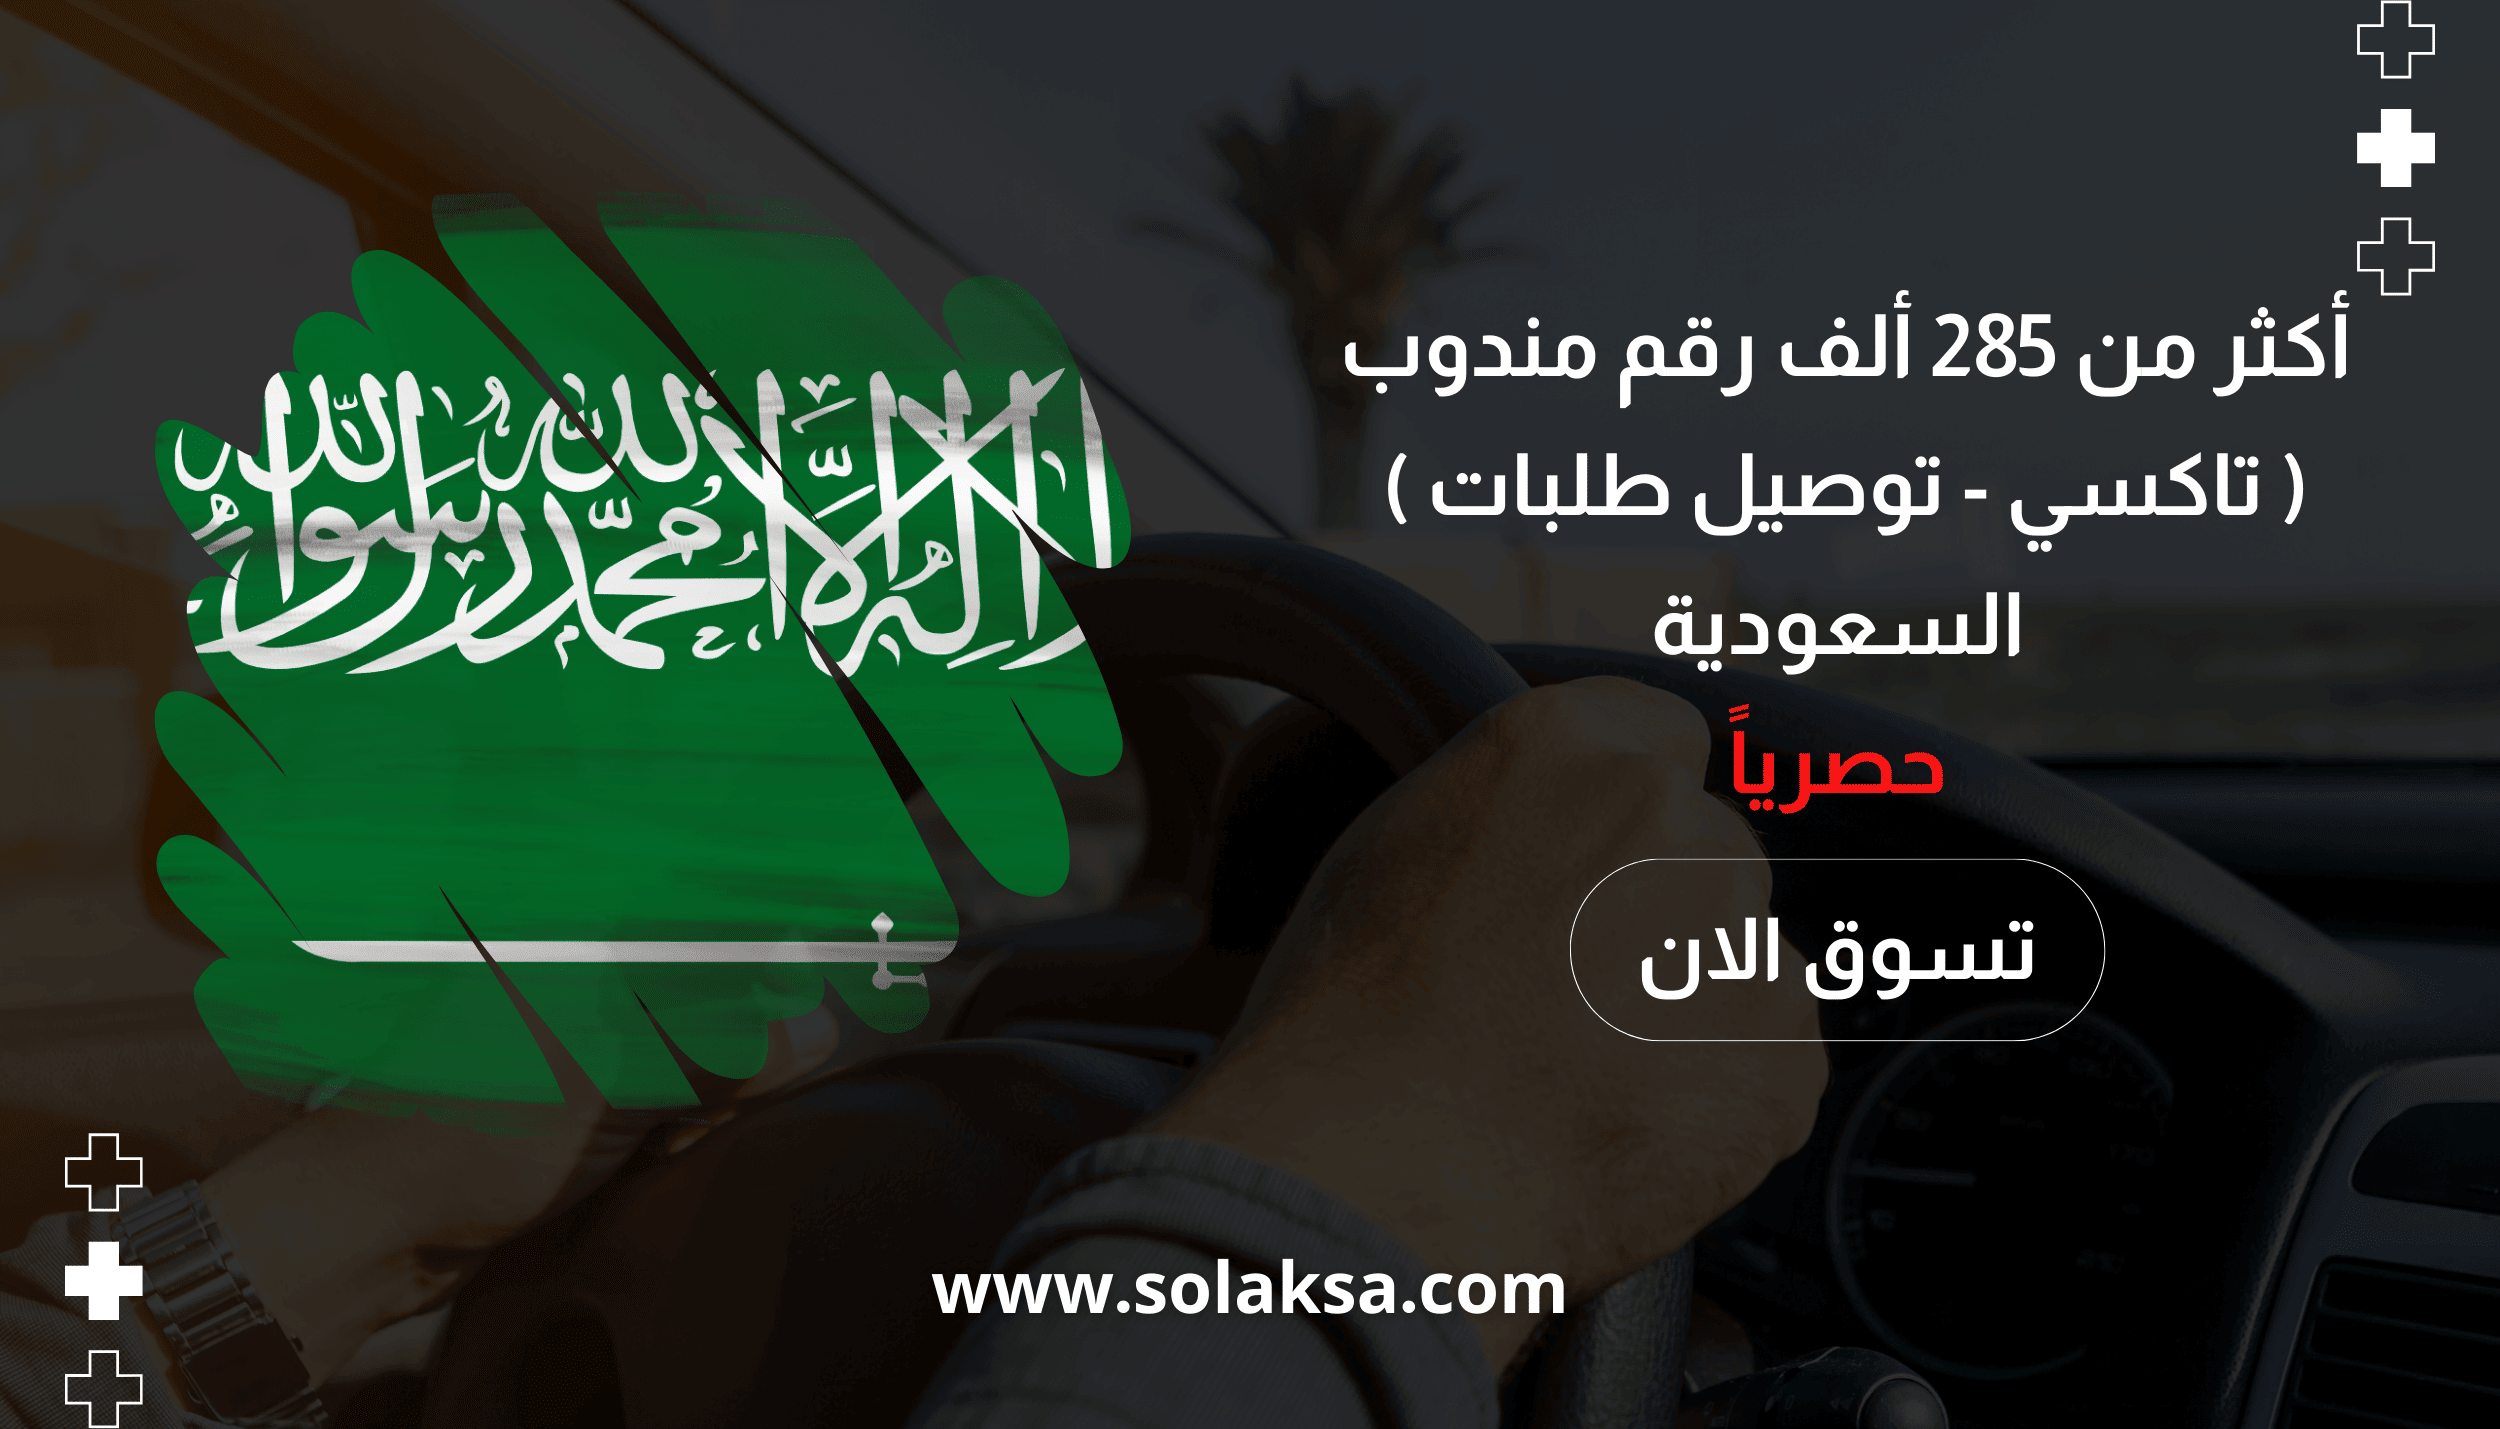 أكثر من 285 ألف رقم مندوب
( تاكسي - توصيل طلبات )
السعودية
حصرياً
تسوق الان
www.solaksa.com
لا إله إلا الله محمد رسول الله